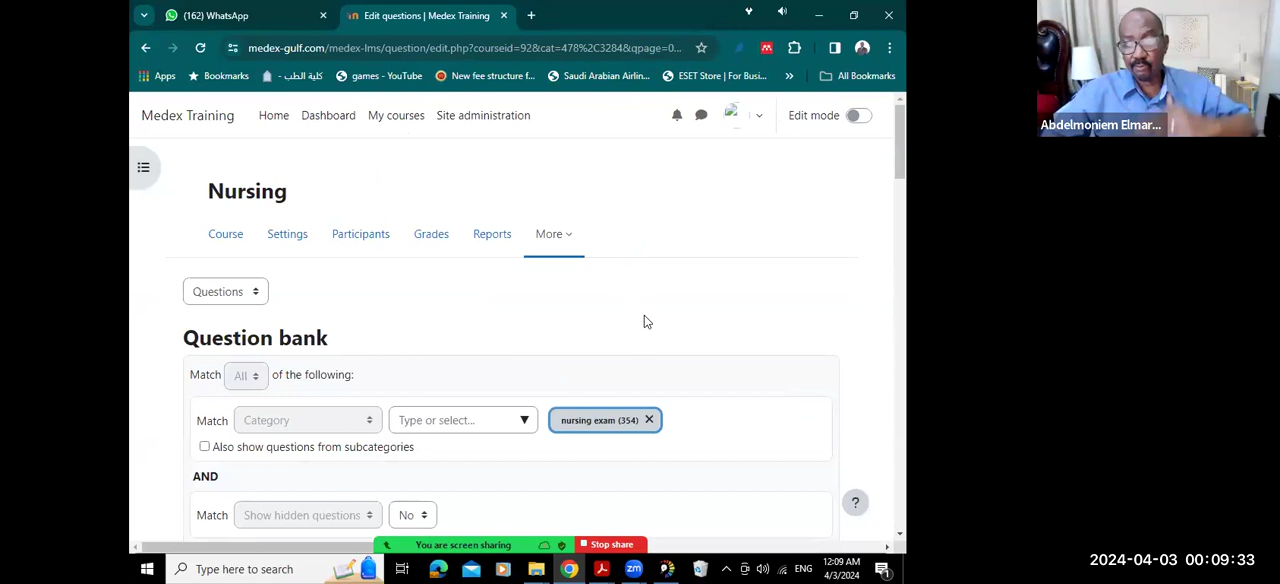 (162) WhatsApp
Edit questions | Medex Training
medex-gulf.com/medex-lms/question/edit.php?courseid=92&cat=478%2C3284&qpage=0...
Apps
Bookmarks
كلية الطب -
games - YouTube
New fee structure f...
Saudi Arabian Airlin...
ESET Store | For Busi...
»
All Bookmarks
Medex Training
Home
Dashboard
My courses
Site administration
Edit mode
Abdelmoniem Elmar...
Nursing
Course
Settings
Participants
Grades
Reports
More
Questions
Question bank
Match All of the following:
Match Category Type or select... nursing exam (354)
Also show questions from subcategories
AND
Match Show hidden questions No
?
You are screen sharing
Stop share
Type here to search
ENG
12:09 AM
4/3/2024
1
2024-04-03 00:09:33